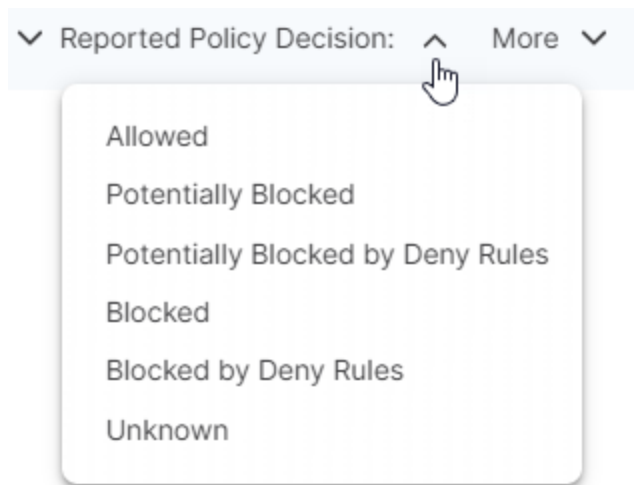 Reported Policy Decision: More
Allowed
Potentially Blocked
Potentially Blocked by Deny Rules
Blocked
Blocked by Deny Rules
Unknown